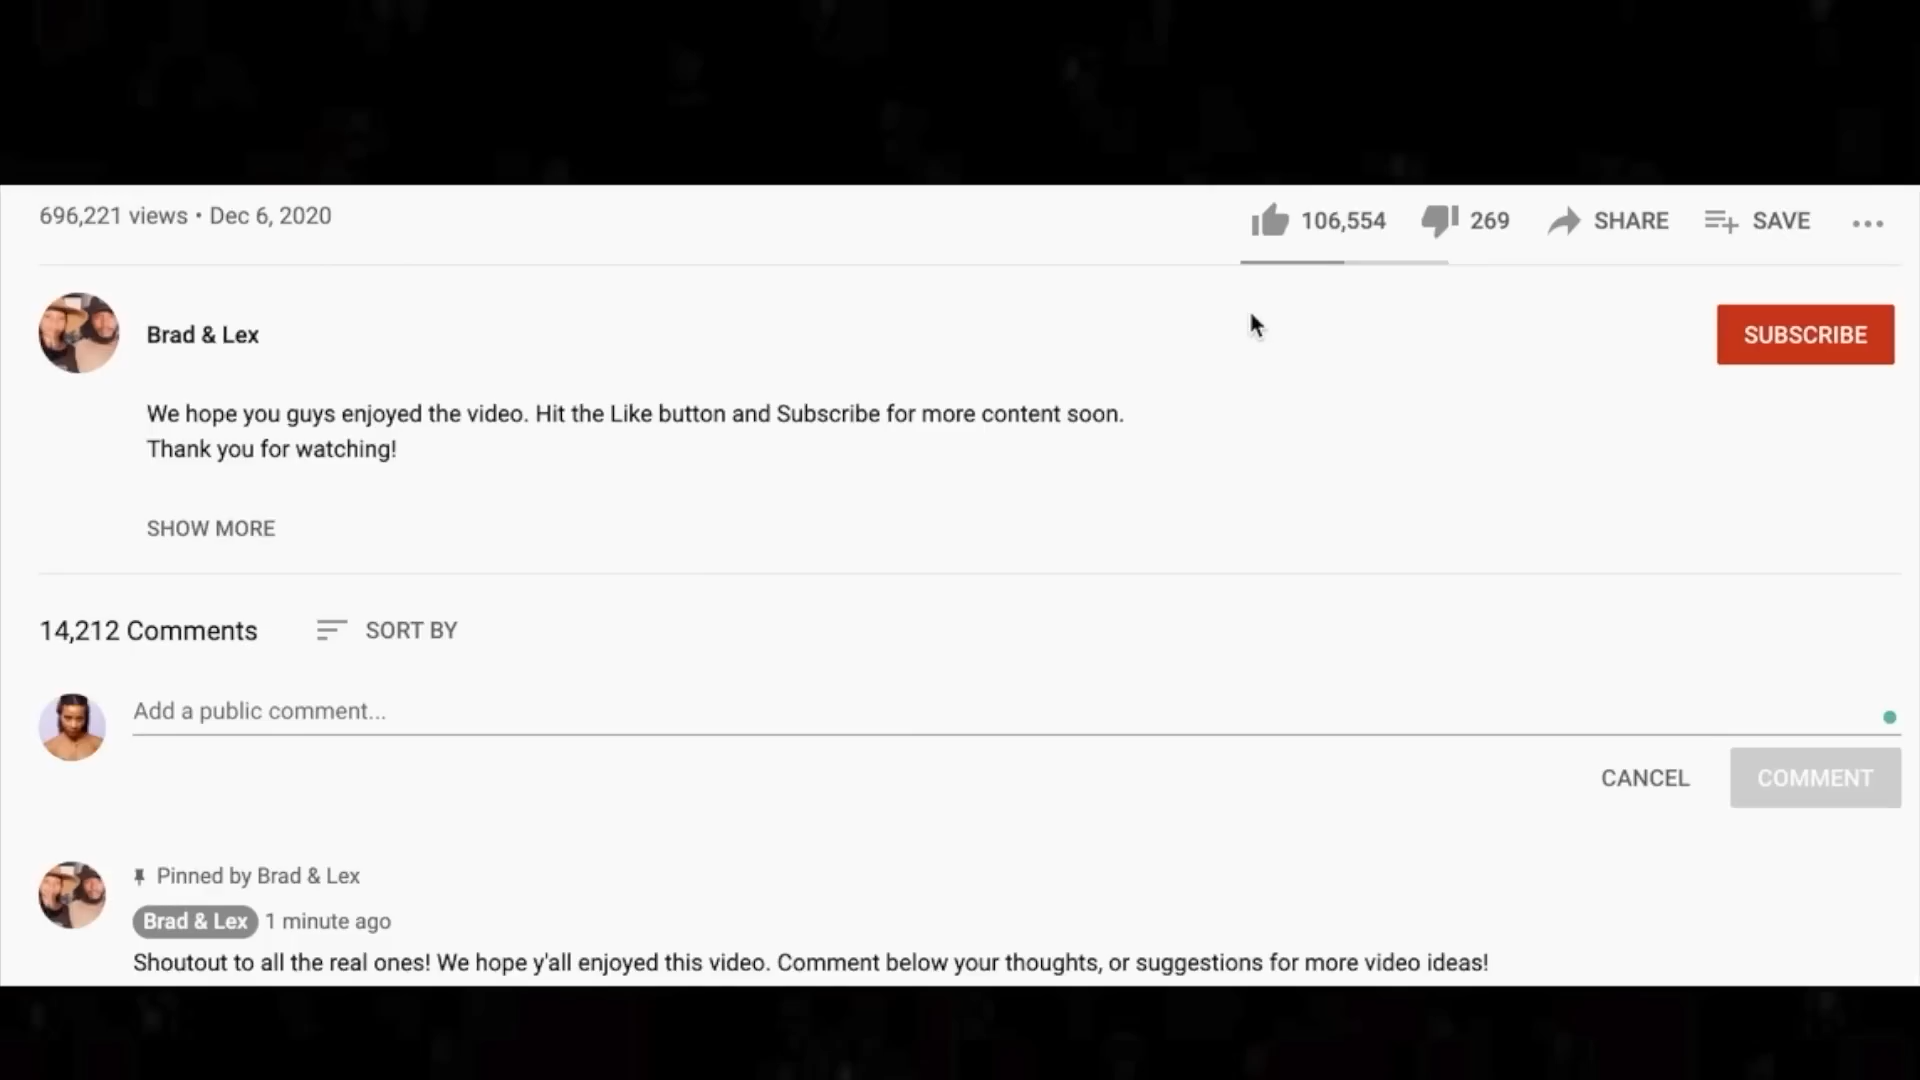 696,221 views • Dec 6, 2020
106,554
269
SHARE
SAVE
Brad & Lex
SUBSCRIBE
We hope you guys enjoyed the video. Hit the Like button and Subscribe for more content soon.
Thank you for watching!
SHOW MORE
14,212 Comments
SORT BY
Add a public comment...
CANCEL
COMMENT
Pinned by Brad & Lex
Brad & Lex 1 minute ago
Shoutout to all the real ones! We hope y'all enjoyed this video. Comment below your thoughts, or suggestions for more video ideas!